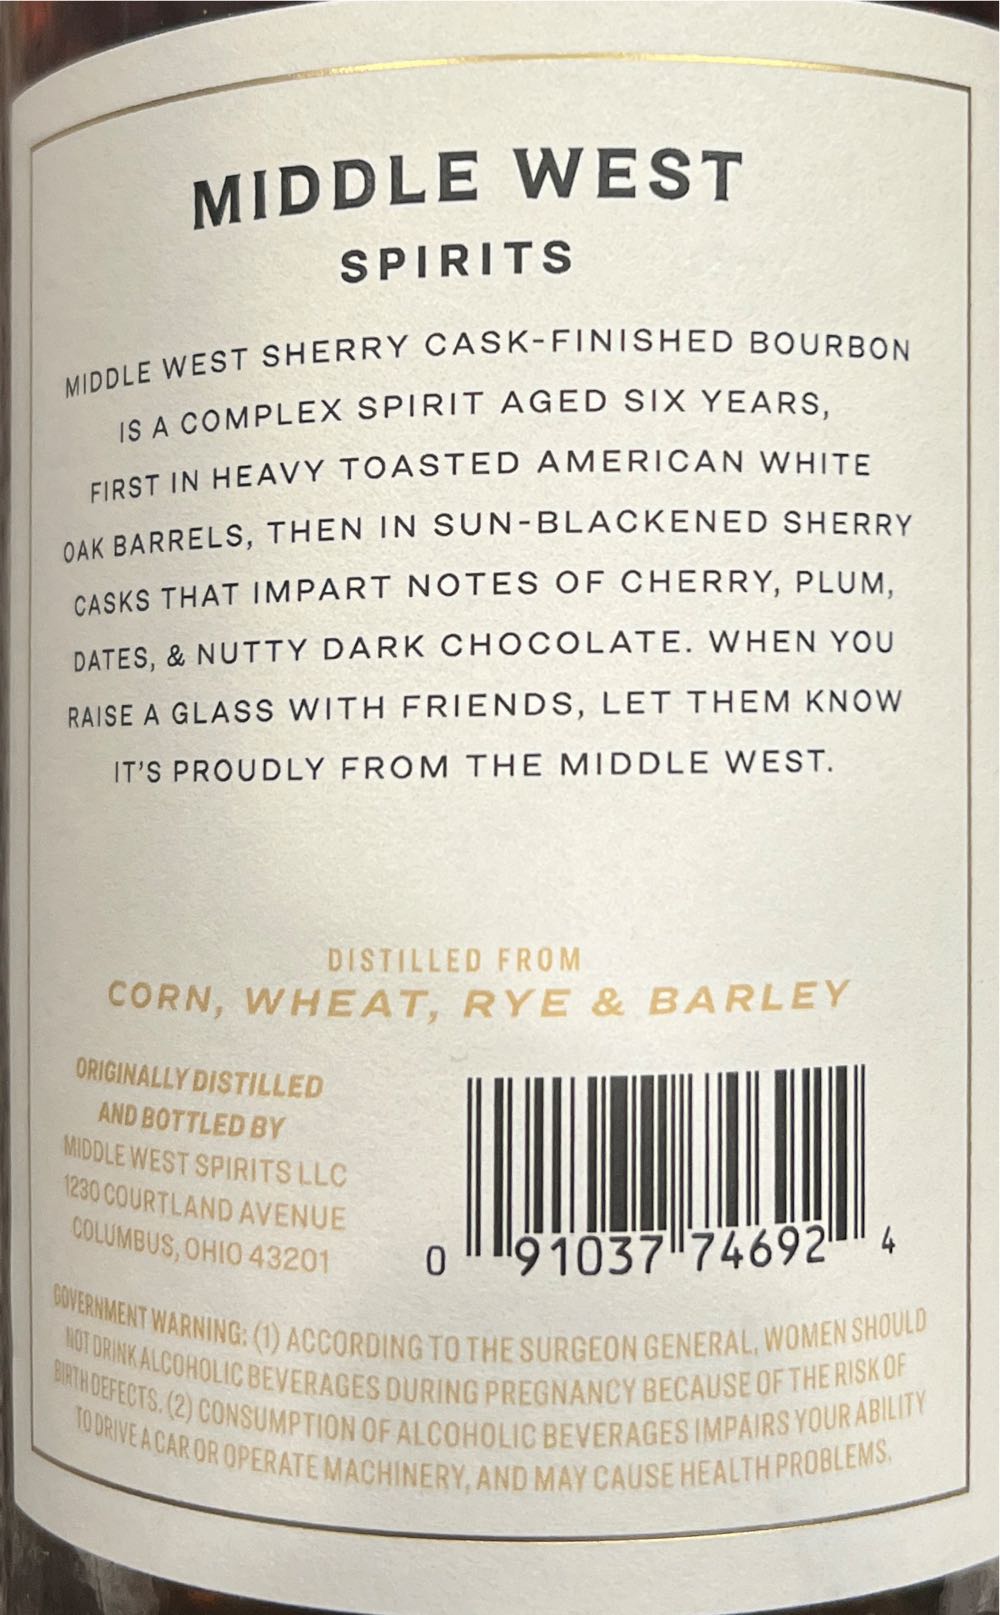 MIDDLE WEST
SPIRITS
MIDDLE WEST SHERRY CASK-FINISHED BOURBON
IS A COMPLEX SPIRIT AGED SIX YEARS,
FIRST IN HEAVY TOASTED AMERICAN WHITE
OAK BARRELS, THEN IN SUN-BLACKENED SHERRY
CASKS THAT IMPART NOTES OF CHERRY, PLUM,
DATES, & NUTTY DARK CHOCOLATE. WHEN YOU
RAISE A GLASS WITH FRIENDS, LET THEM KNOW
IT'S PROUDLY FROM THE MIDDLE WEST.
DISTILLED FROM
CORN, WHEAT, RYE & BARLEY
ORIGINALLY DISTILLED
AND BOTTLED BY
MIDDLE WEST SPIRITS LLC
1230 COURTLAND AVENUE
COLUMBUS, OHIO 43201
0 91037 74692 4
GOVERNMENT WARNING: (1) ACCORDING TO THE SURGEON GENERAL, WOMEN SHOULD
NOT DRINK ALCOHOLIC BEVERAGES DURING PREGNANCY BECAUSE OF THE RISK OF
BIRTH DEFECTS. (2) CONSUMPTION OF ALCOHOLIC BEVERAGES IMPAIRS YOUR ABILITY
TO DRIVE A CAR OR OPERATE MACHINERY, AND MAY CAUSE HEALTH PROBLEMS.